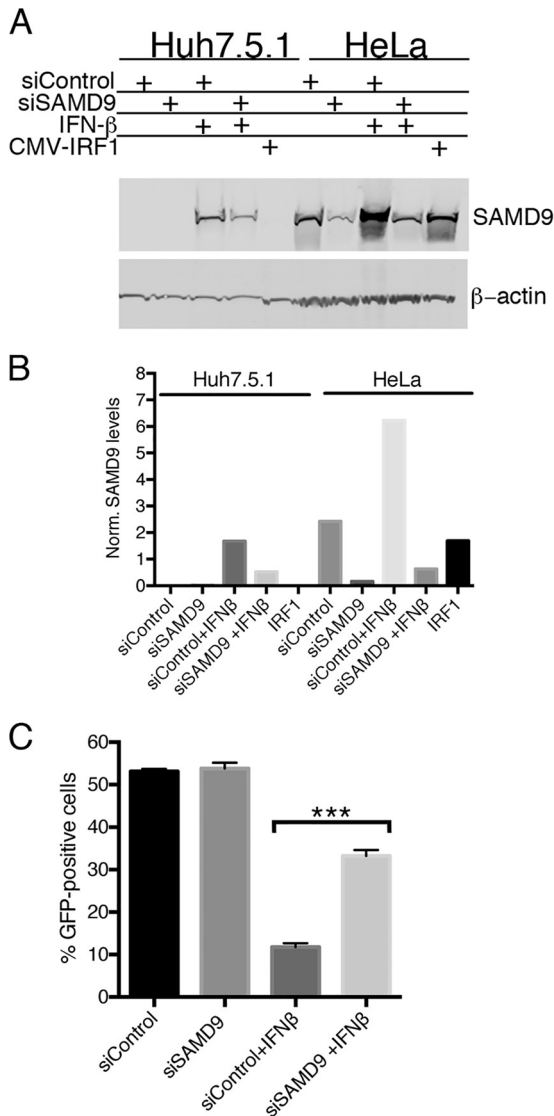 A
Huh7.5.1 HeLa
siControl + + + +
siSAMD9 + + + +
IFN-β + + + +
CMV-IRF1 + +
SAMD9
β−actin
B
Norm. SAMD9 levels
8
7
6
5
4
3
2
1
0
Huh7.5.1 HeLa
siControl
siSAMD9
siControl+IFNβ
siSAMD9 +IFNβ
IRF1
siControl
siSAMD9
siControl+IFNβ
siSAMD9 +IFNβ
IRF1
C
% GFP-positive cells
60
50
40
30
20
10
0
***
siControl
siSAMD9
siControl+IFNβ
siSAMD9 +IFNβ